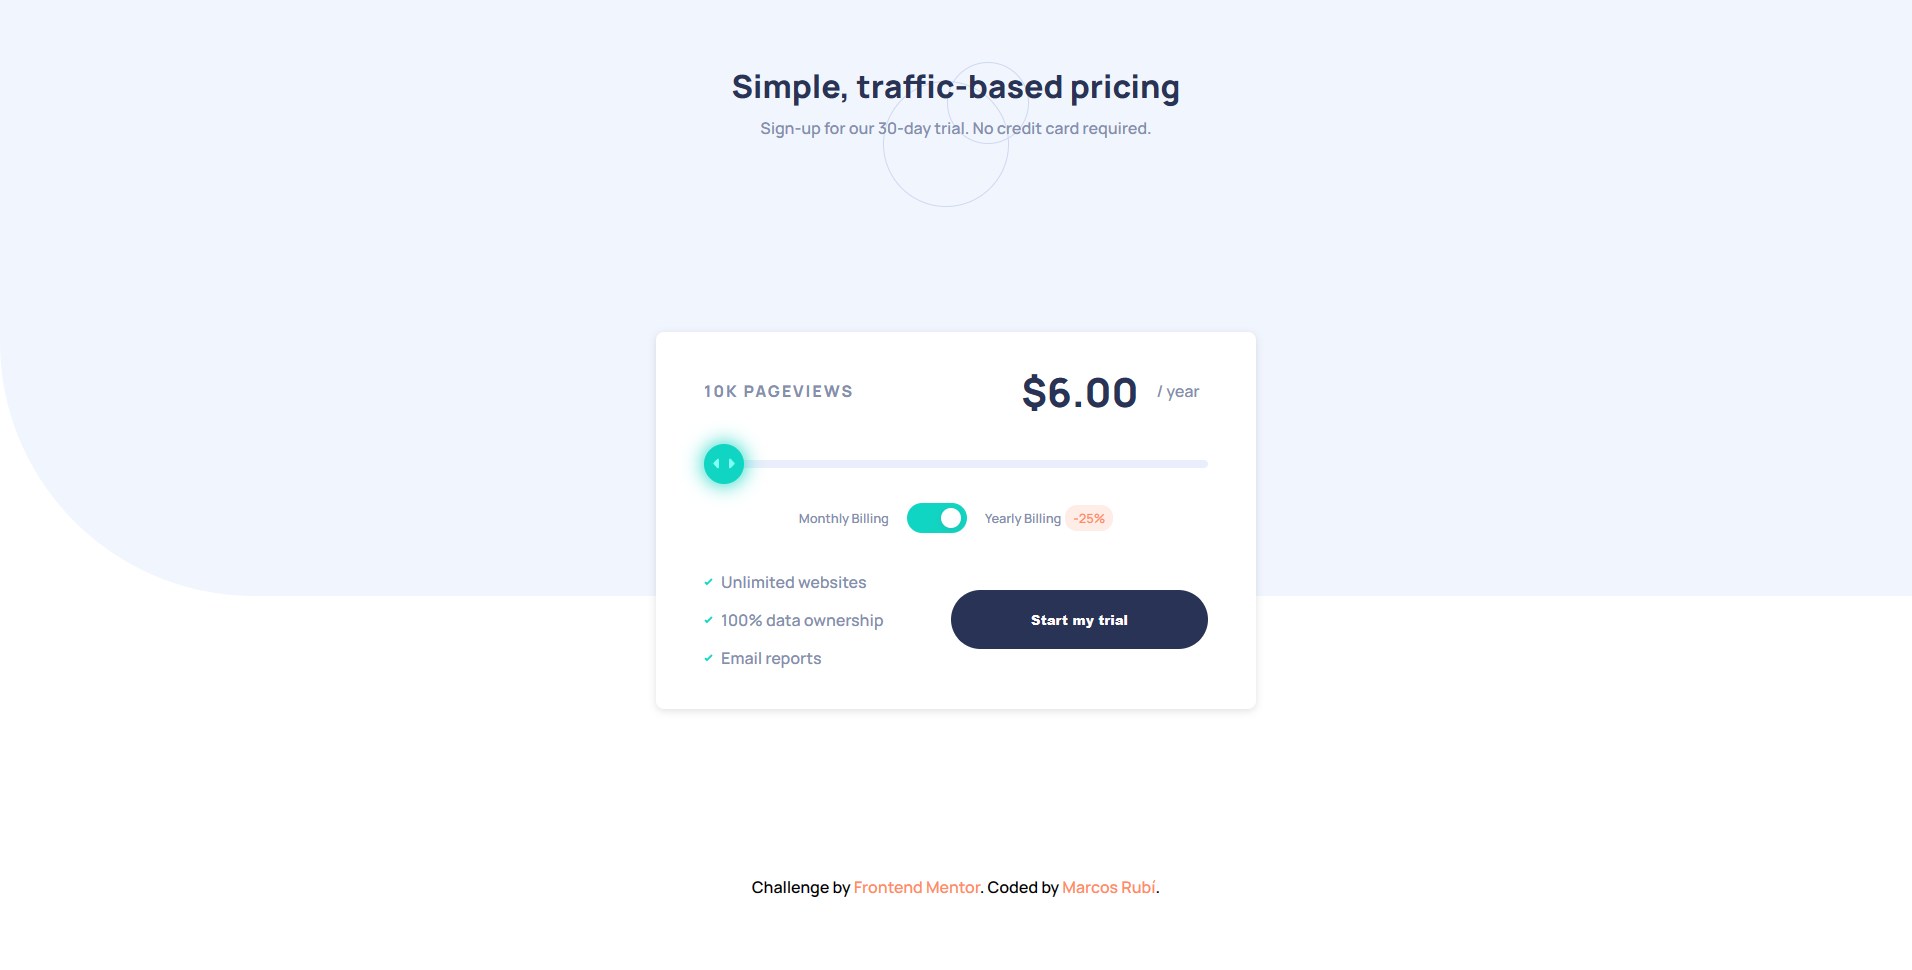 Simple, traffic-based pricing
Sign-up for our 30-day trial. No credit card required.
10K PAGEVIEWS
$6.00 / year
Monthly Billing
Yearly Billing -25%
Unlimited websites
100% data ownership
Email reports
Start my trial
Challenge by Frontend Mentor. Coded by Marcos Rubí.